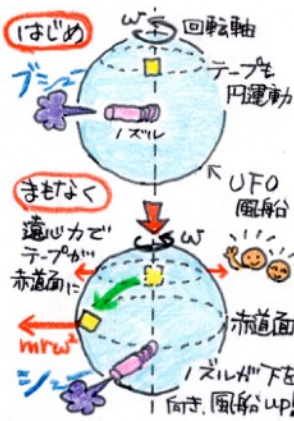 はじめ
ω
回転軸
ブシュー
テープも
円運動
ノズル
UFO
風船
まもなく
ω
遠心力で
テープが
赤道面に
赤道面
mrω²
シュー
ノズルが下を
向き、風船up!